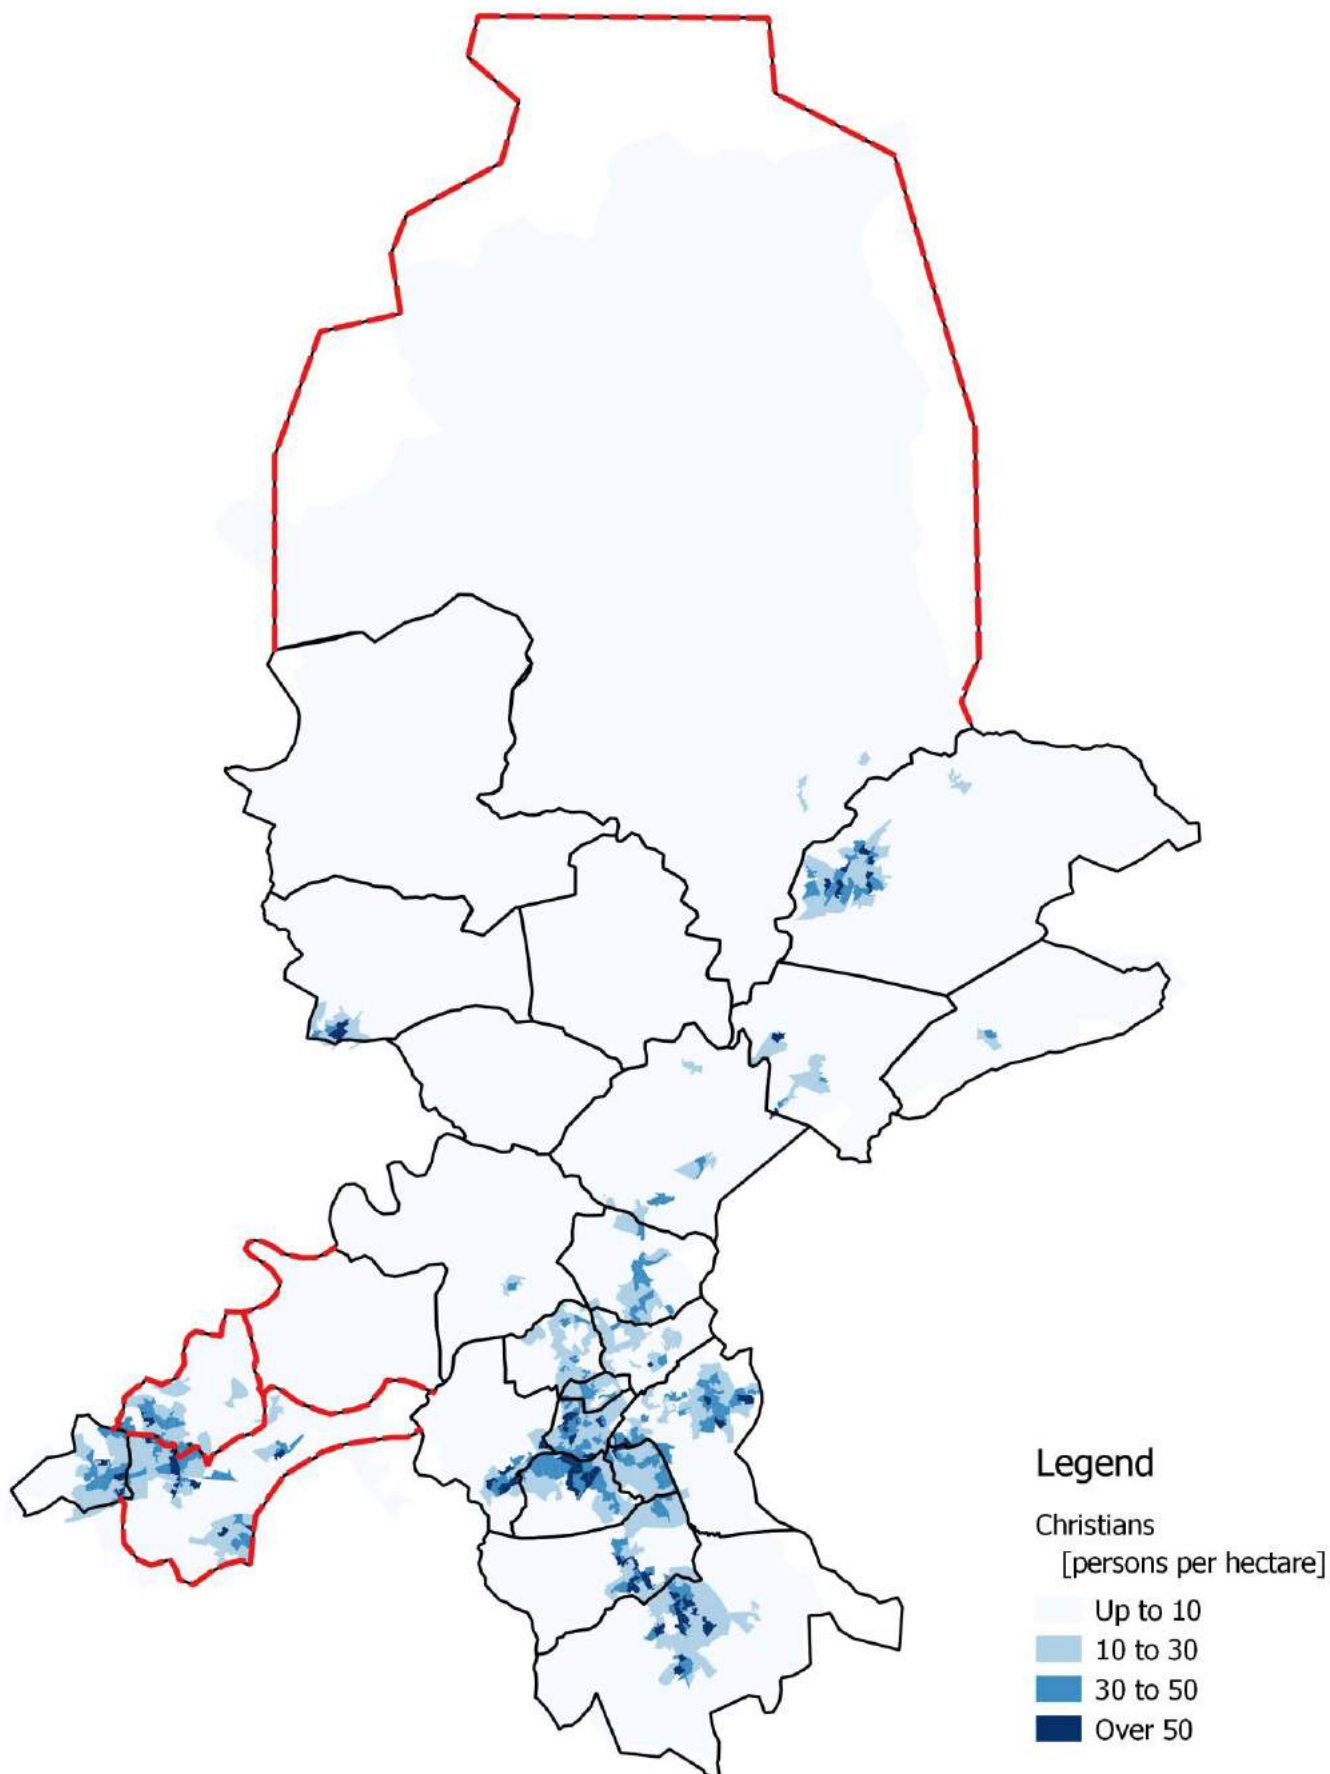 Legend
Christians
[persons per hectare]
Up to 10
10 to 30
30 to 50
Over 50